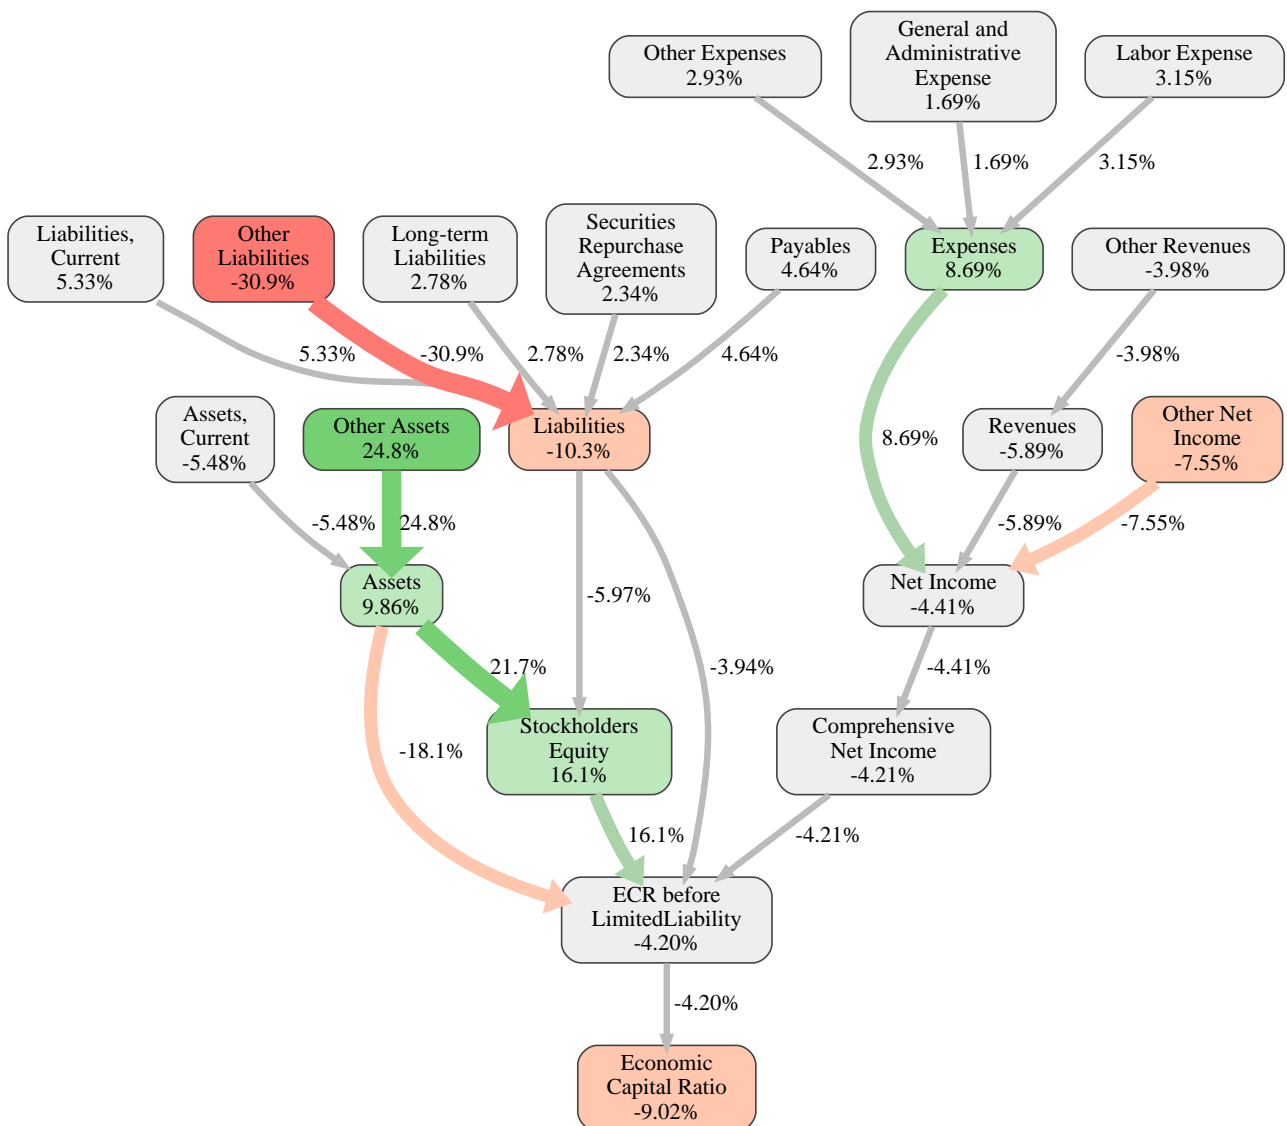 General and
Administrative
Expense
1.69%
Other Expenses
2.93%
Labor Expense
3.15%
2.93%
1.69%
3.15%
Liabilities,
Current
5.33%
Other
Liabilities
-30.9%
Long-term
Liabilities
2.78%
Securities
Repurchase
Agreements
2.34%
Payables
4.64%
Expenses
8.69%
Other Revenues
-3.98%
5.33%
-30.9%
2.78%
2.34%
4.64%
-3.98%
Assets,
Current
-5.48%
Other Assets
24.8%
Liabilities
-10.3%
8.69%
Revenues
-5.89%
Other Net
Income
-7.55%
-5.48%
24.8%
-5.89%
-7.55%
Assets
9.86%
-5.97%
Net Income
-4.41%
21.7%
-3.94%
-4.41%
-18.1%
Stockholders
Equity
16.1%
Comprehensive
Net Income
-4.21%
16.1%
-4.21%
ECR before
LimitedLiability
-4.20%
-4.20%
Economic
Capital Ratio
-9.02%